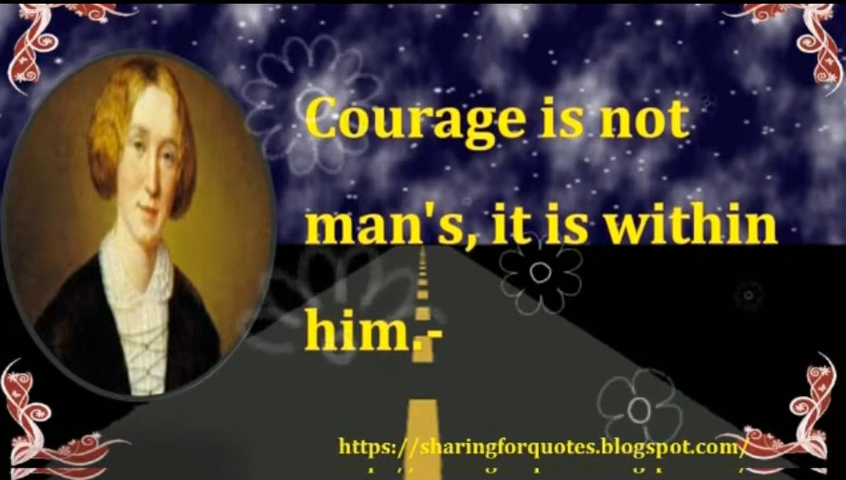 Courage is not
man's, it is within
him.-
https://sharingforquotes.blogspot.com/